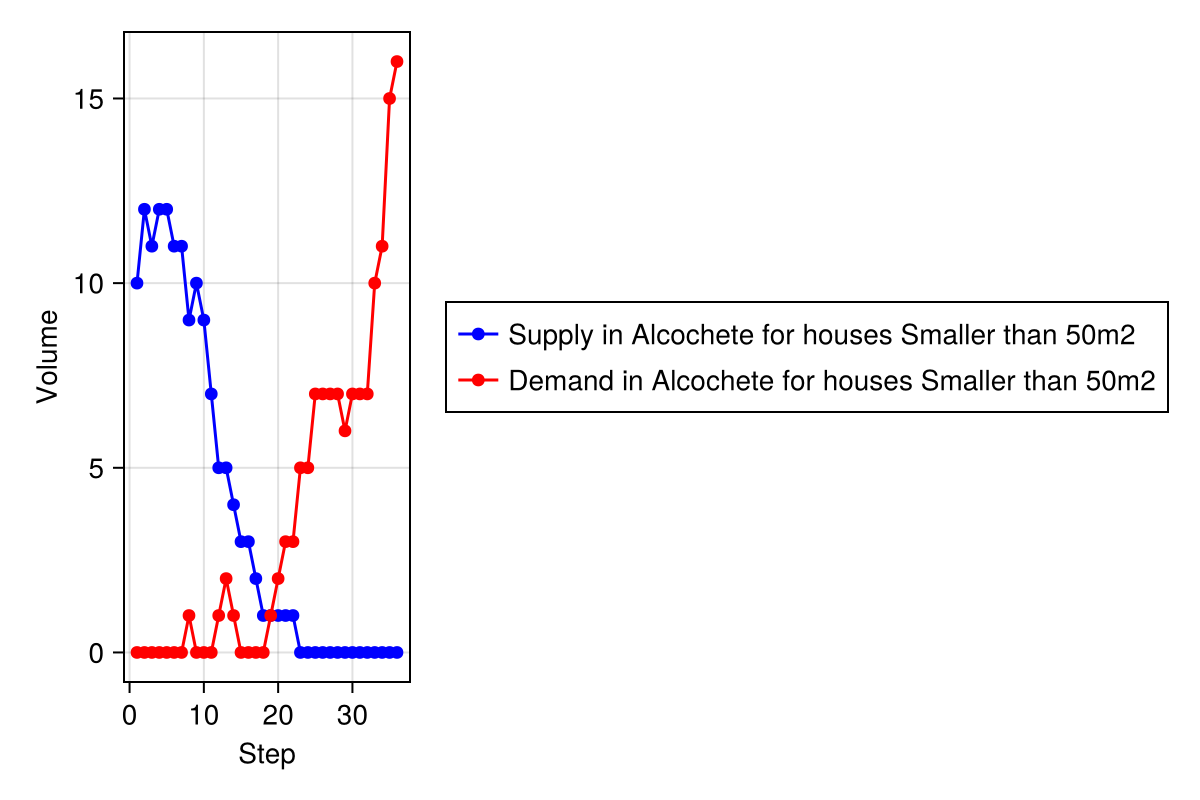 15
10
5
0
Volume
0 10 20 30
Step
Supply in Alcochete for houses Smaller than 50m2
Demand in Alcochete for houses Smaller than 50m2